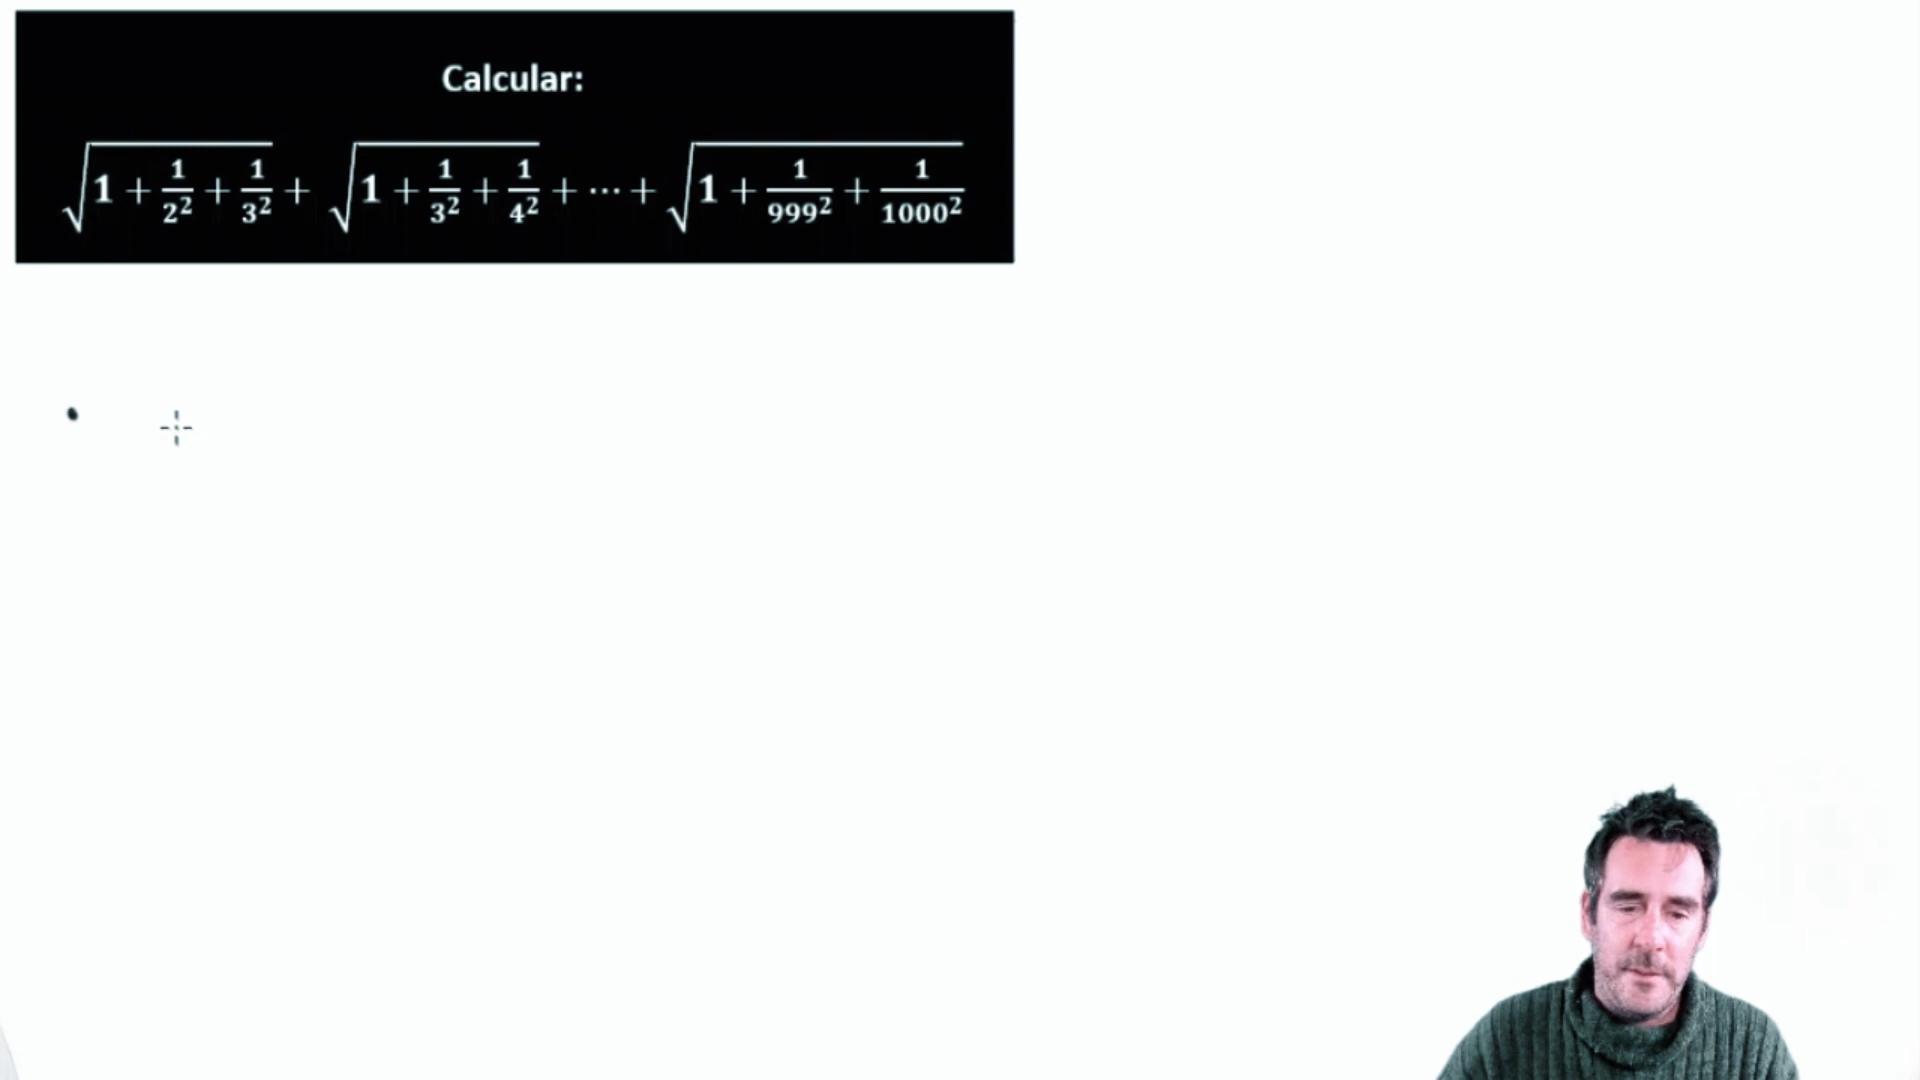 Calcular:
√(1 + 1/2² + 1/3²) + √(1 + 1/3² + 1/4²) + ⋯ + √(1 + 1/999² + 1/1000²)